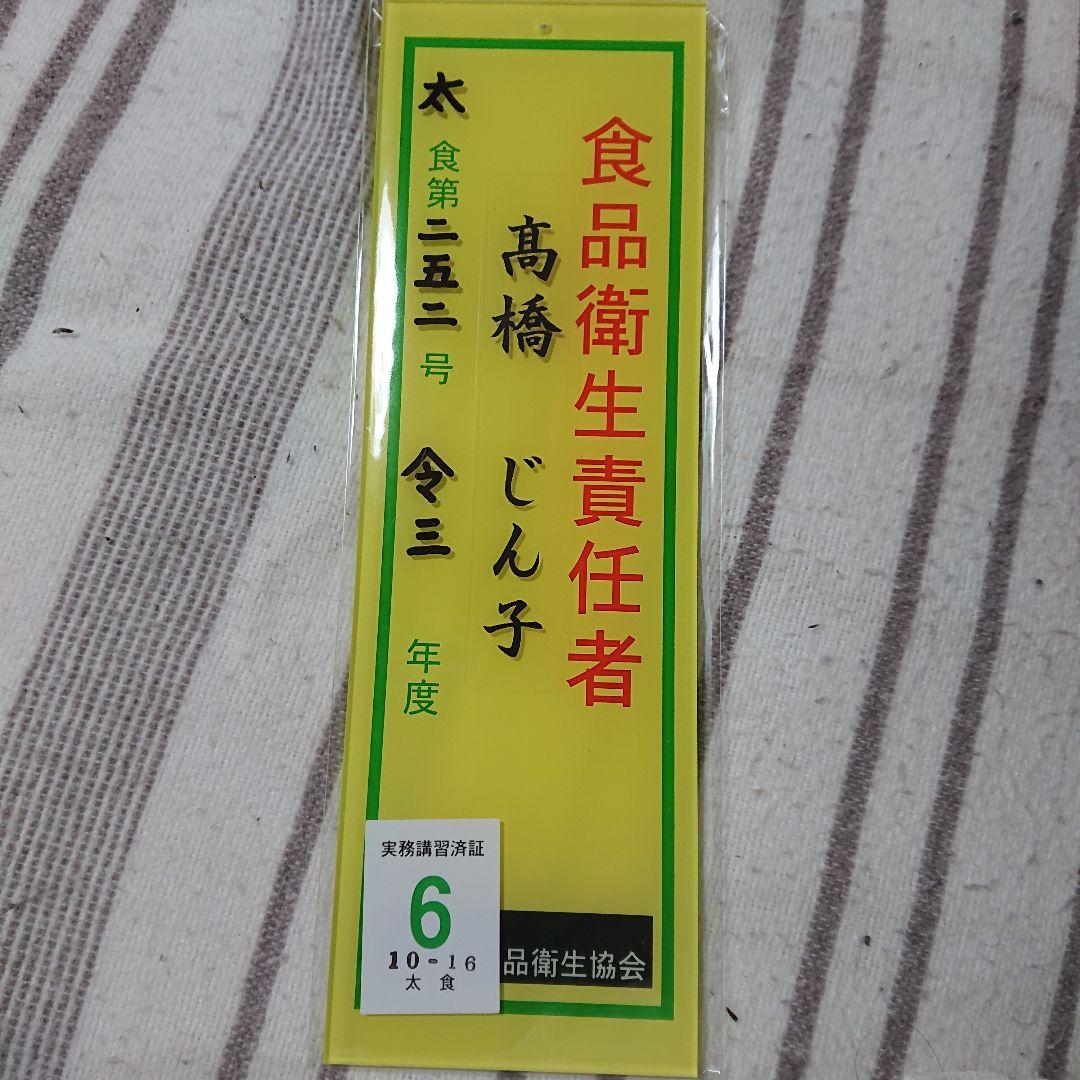 食品衛生責任者
髙橋 じん子
太食第二五二号 令三年度
実務講習済証
6
10-16
太 食
品衛生協会